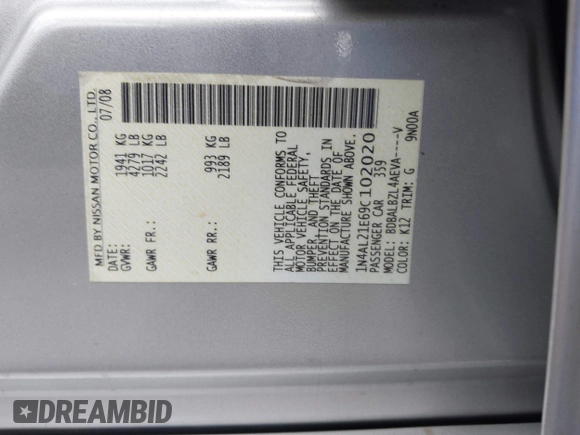 MFD BY NISSAN MOTOR CO., LTD.
DATE: 07/08
GVWR: 1941 KG
4279 LB
GAWR FR: 1017 KG
2242 LB
GAWR RR: 993 KG
2189 LB
THIS VEHICLE CONFORMS TO
ALL APPLICABLE FEDERAL
MOTOR VEHICLE SAFETY,
BUMPER, AND THEFT
PREVENTION STANDARDS IN
EFFECT ON THE DATE OF
MANUFACTURE SHOWN ABOVE.
1N4AL21E69C102020
PASSENGER CAR 339
MODEL: BDBALBZL4AEVA----V
COLOR: K12 TRIM: G 9N00A
DREAMBID